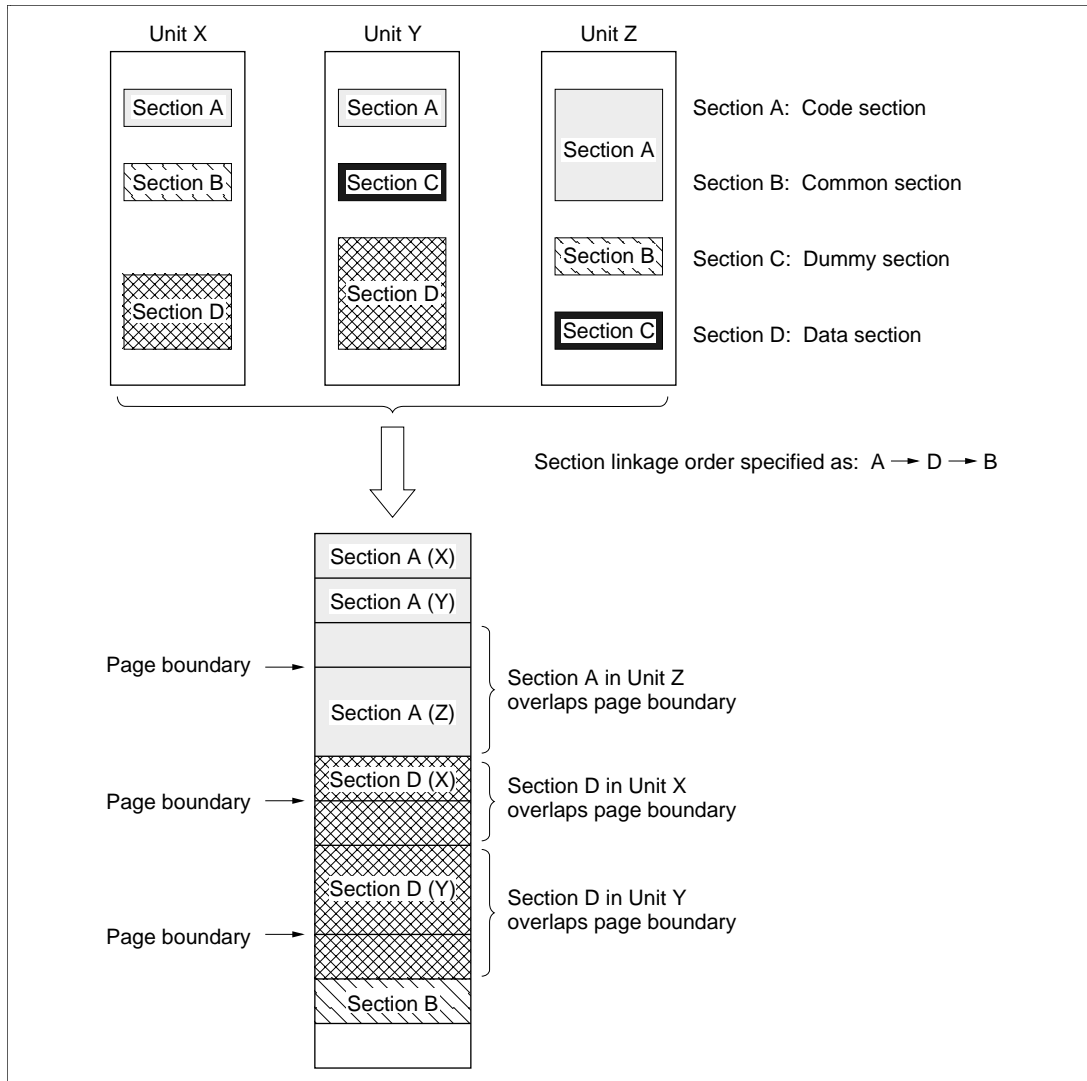 Unit X
Unit Y
Unit Z
Section A
Section A
Section A
Section A: Code section
Section B
Section C
Section B: Common section
Section B
Section C: Dummy section
Section D
Section D
Section C
Section D: Data section
Section linkage order specified as: A → D → B
Section A (X)
Section A (Y)
Page boundary
Section A in Unit Z
overlaps page boundary
Section A (Z)
Section D (X)
Page boundary
Section D in Unit X
overlaps page boundary
Section D (Y)
Section D in Unit Y
overlaps page boundary
Page boundary
Section B